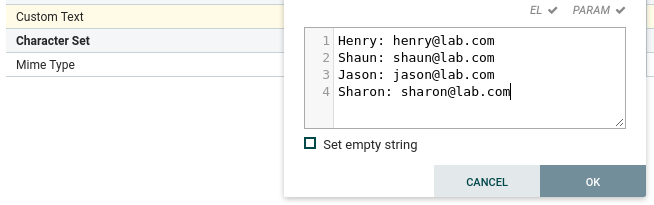 EL PARAM
Custom Text
Character Set
Mime Type
1 Henry: henry@lab.com
2 Shaun: shaun@lab.com
3 Jason: jason@lab.com
4 Sharon: sharon@lab.com
Set empty string
CANCEL OK